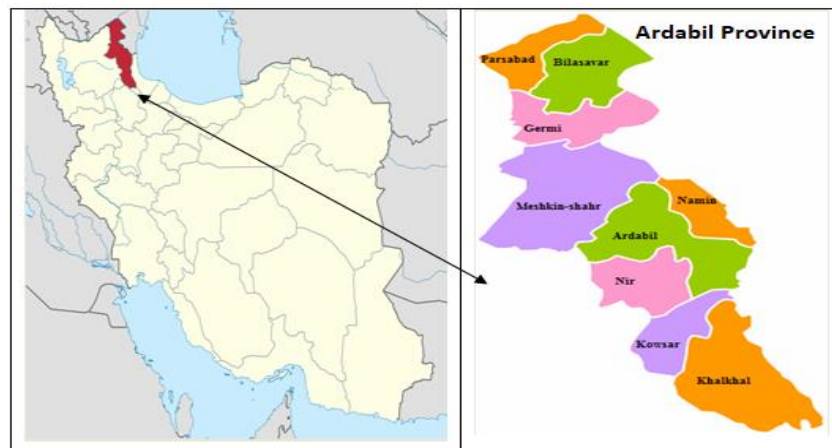 Ardabil Province
Parsabad
Bilasavar
Germi
Meshkin-shahr
Namin
Ardabil
Nir
Kowsar
Khalkhal